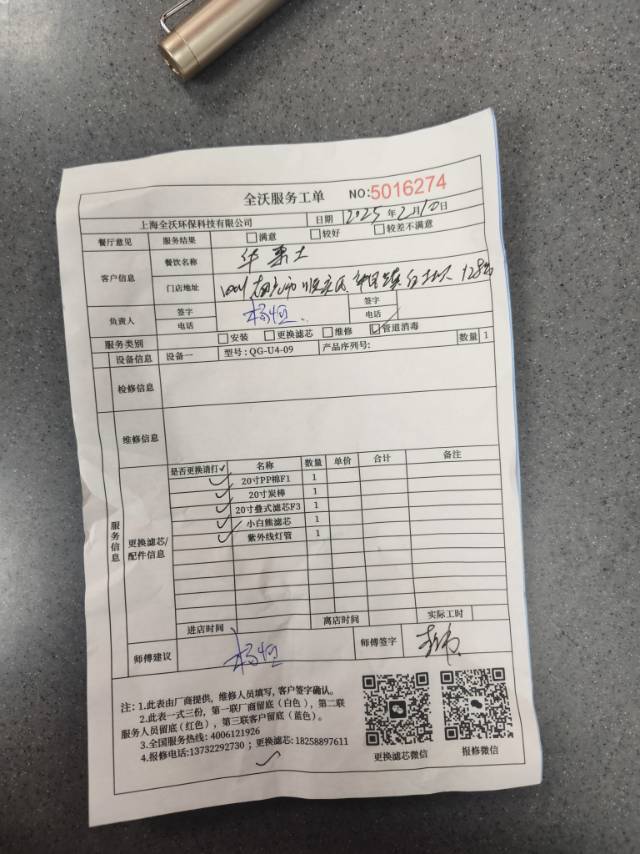 全沃服务工单 NO:5016274
上海全沃环保科技有限公司 日期 2025年2月10日
餐厅意见 服务结果 满意 较好 较差不满意
客户信息 餐饮名称 华莱士
门店地址 128号
负责人 签字 杨恒 签字
电话 电话
服务类别 安装 更换滤芯 维修 管道消毒
设备信息 设备一 型号:QG-U4-09 产品序列号: 数量 1
检修信息
维修信息
服务信息
更换滤芯/配件信息
是否更换请打✓ 名称 数量 单价 合计 备注
✓ 20寸PP棉F1 1
✓ 20寸炭棒 1
✓ 20寸叠式滤芯F3 1
✓ 小白熊滤芯 1
✓ 紫外线灯管 1
进店时间 离店时间 实际工时
师傅建议 杨恒 师傅签字
注:1.此表由厂商提供, 维修人员填写, 客户签字确认。
2.此表一式三份, 第一联厂商留底(白色), 第二联
服务人员留底(红色), 第三联客户留底(蓝色)。
3.全国服务热线: 4006121926
4.报修电话:13732292730 ; 更换滤芯: 18258897611
更换滤芯微信 报修微信